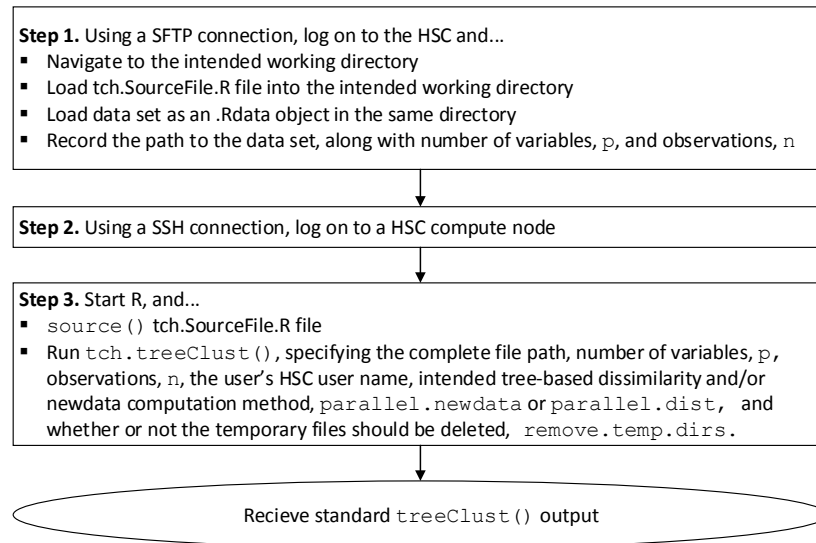 Step 1. Using a SFTP connection, log on to the HSC and...
▪ Navigate to the intended working directory
▪ Load tch.SourceFile.R file into the intended working directory
▪ Load data set as an .Rdata object in the same directory
▪ Record the path to the data set, along with number of variables, p, and observations, n
Step 2. Using a SSH connection, log on to a HSC compute node
Step 3. Start R, and...
▪ source() tch.SourceFile.R file
▪ Run tch.treeClust(), specifying the complete file path, number of variables, p,
observations, n, the user's HSC user name, intended tree-based dissimilarity and/or
newdata computation method, parallel.newdata or parallel.dist, and
whether or not the temporary files should be deleted, remove.temp.dirs.
Recieve standard treeClust() output